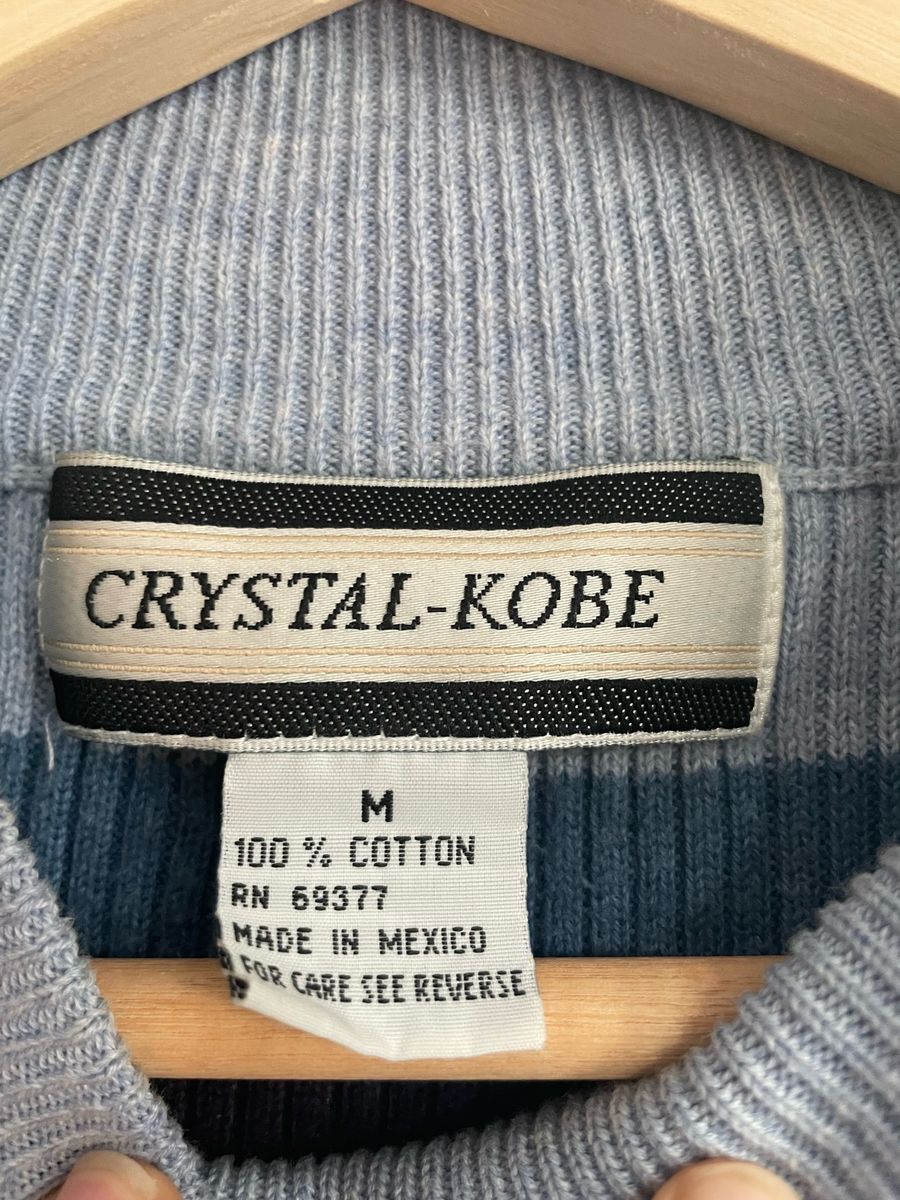 CRYSTAL-KOBE
M
100 % COTTON
RN 69377
MADE IN MEXICO
FOR CARE SEE REVERSE